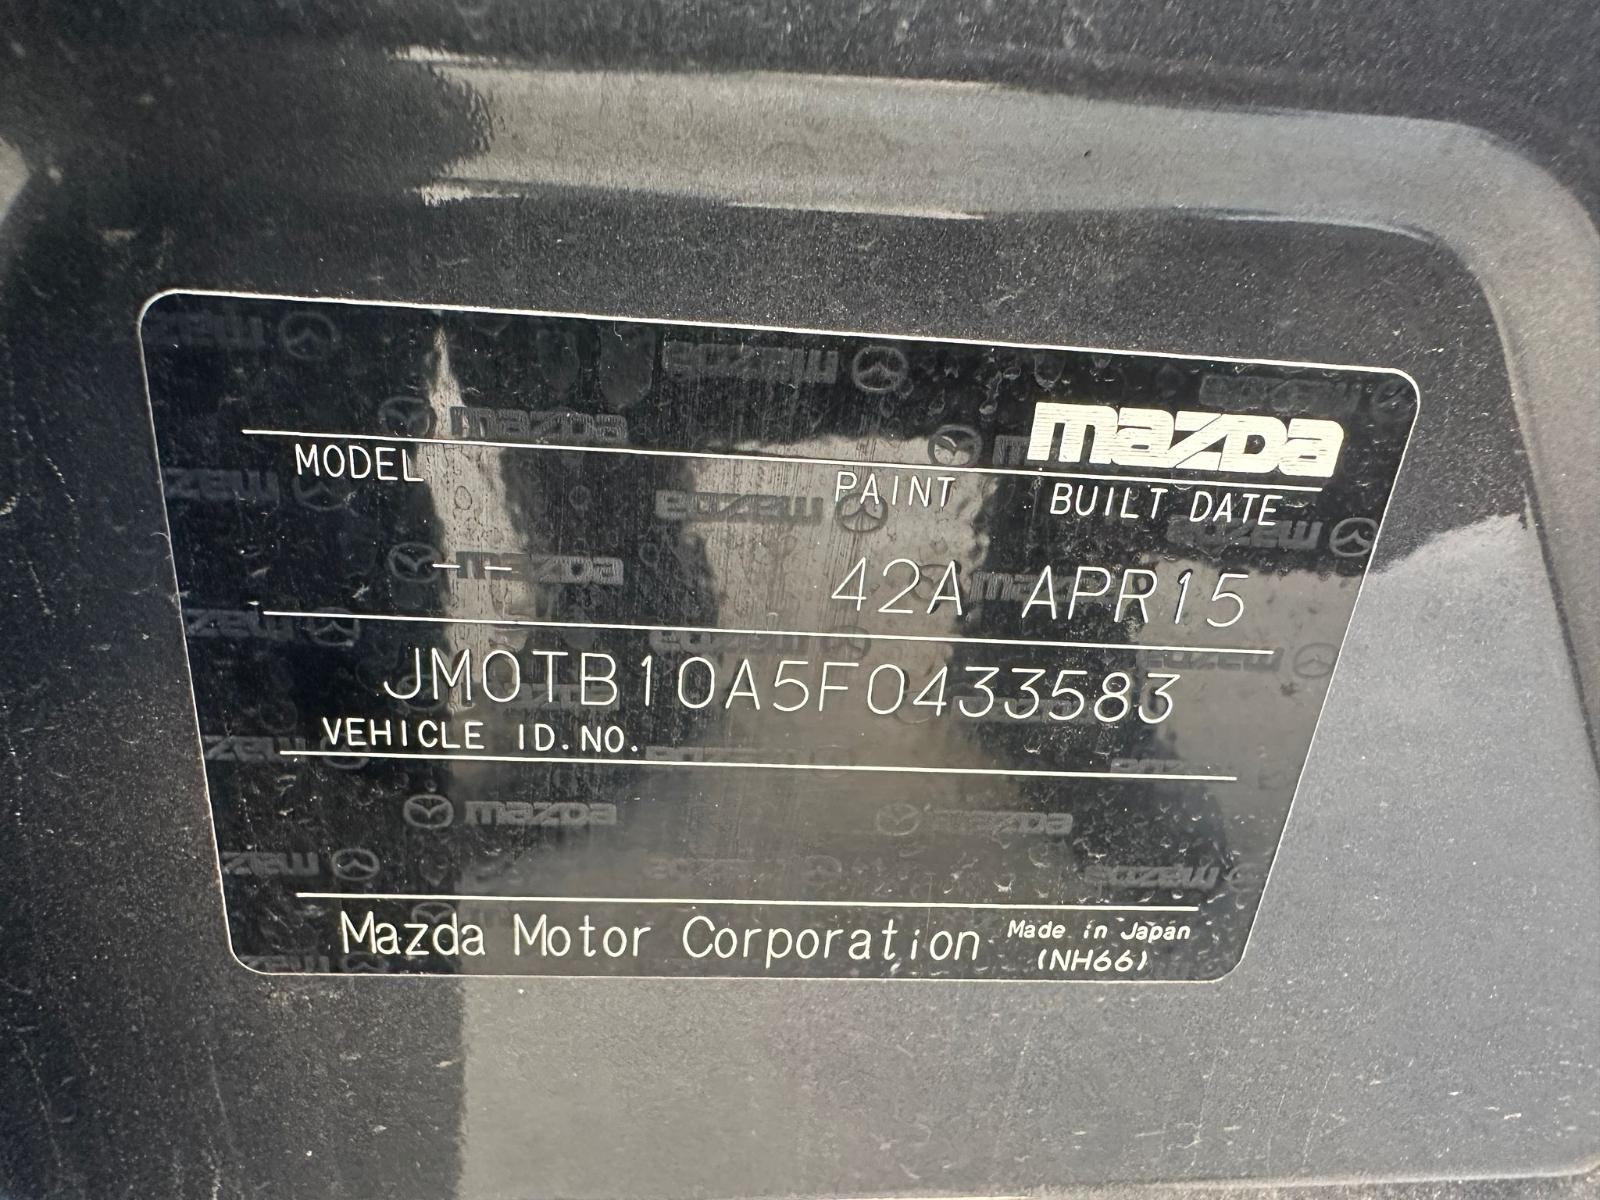 mazda
MODEL PAINT BUILT DATE
-- 42A APR15
JM0TB10A5F0433583
VEHICLE ID.NO.
Mazda Motor Corporation Made in Japan
(NH66)